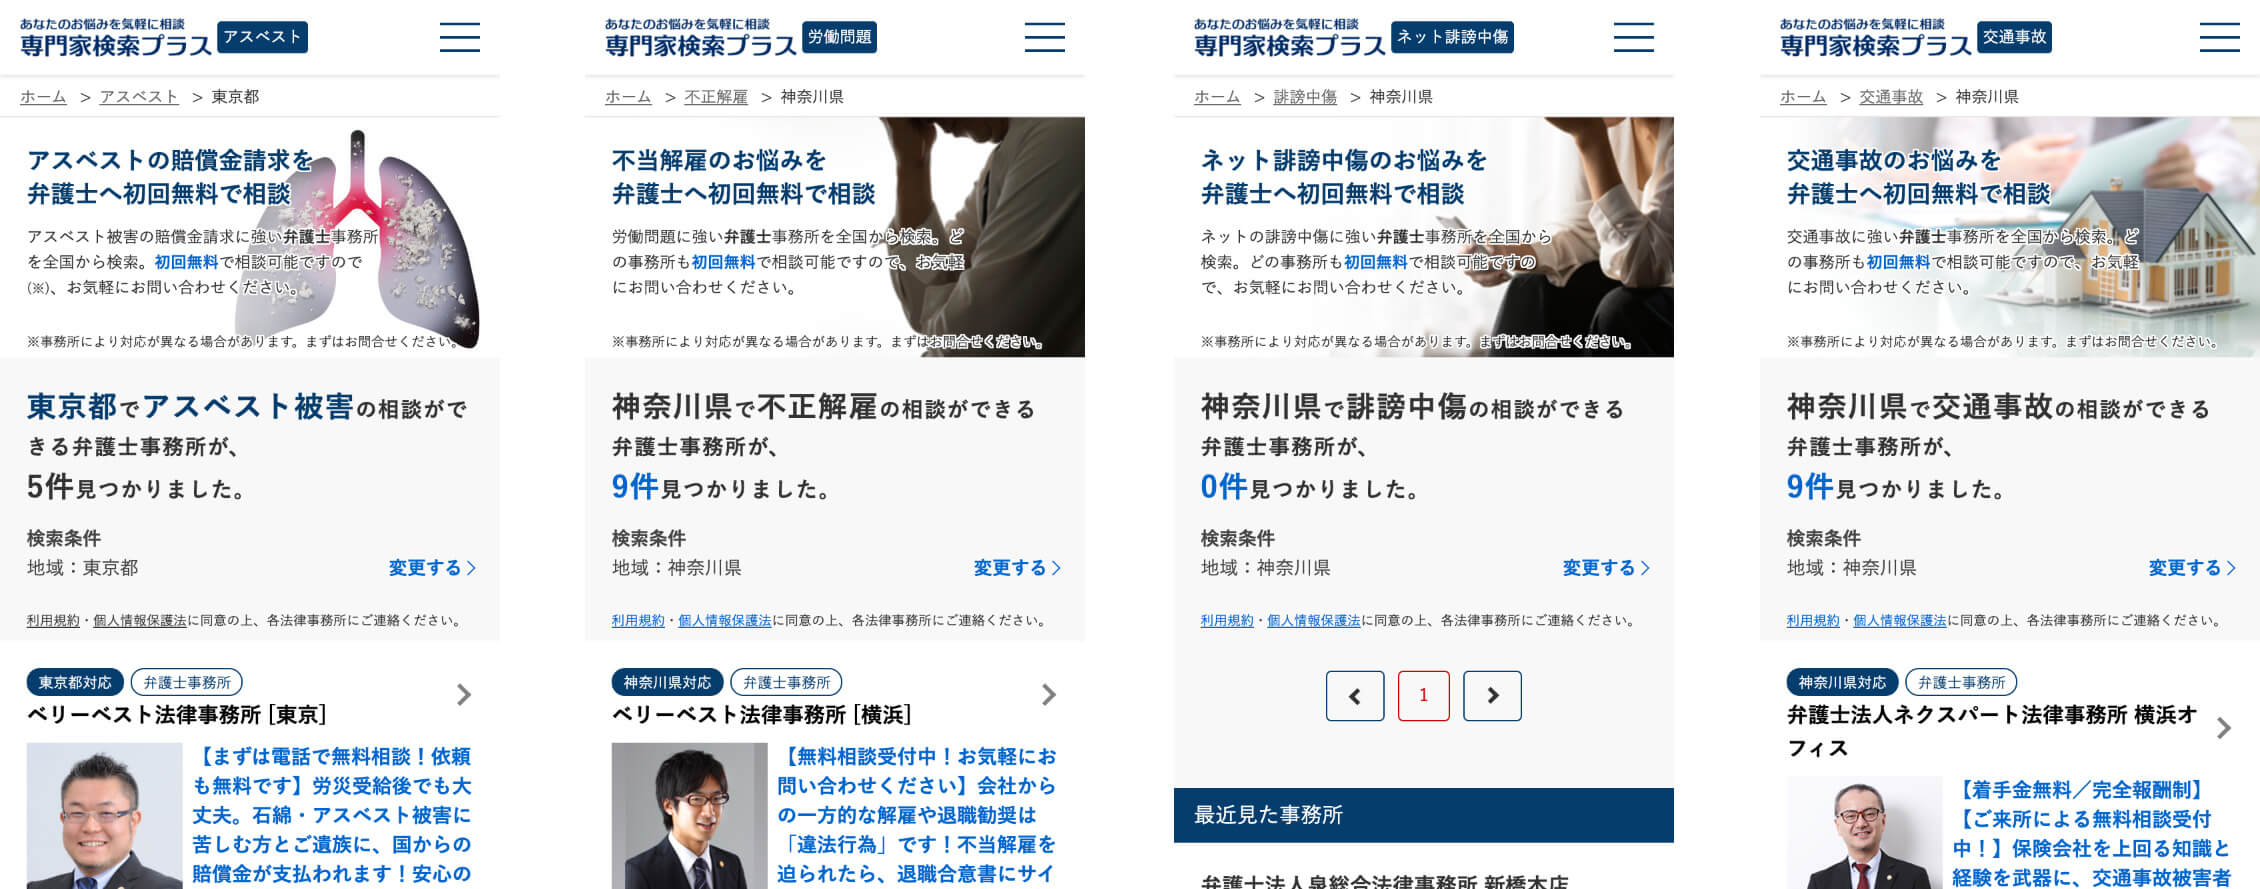 あなたのお悩みを気軽に相談
専門家検索プラス アスベスト
ホーム > アスベスト > 東京都
アスベストの賠償金請求を
弁護士へ初回無料で相談
アスベスト被害の賠償金請求に強い弁護士事務所
を全国から検索。初回無料で相談可能ですので
(※)、お気軽にお問い合わせください。
※事務所により対応が異なる場合があります。まずはお問合せください。
東京都でアスベスト被害の相談がで
きる弁護士事務所が、
5件見つかりました。
検索条件
地域：東京都 変更する
利用規約・個人情報保護法に同意の上、各法律事務所にご連絡ください。
東京都対応 弁護士事務所
ベリーベスト法律事務所 [東京]
【まずは電話で無料相談！依頼
も無料です】労災受給後でも大
丈夫。石綿・アスベスト被害に
苦しむ方とご遺族に、国からの
賠償金が支払われます！安心の
あなたのお悩みを気軽に相談
専門家検索プラス 労働問題
ホーム > 不正解雇 > 神奈川県
不当解雇のお悩みを
弁護士へ初回無料で相談
労働問題に強い弁護士事務所を全国から検索。ど
の事務所も初回無料で相談可能ですので、お気軽
にお問い合わせください。
※事務所により対応が異なる場合があります。まずはお問合せください。
神奈川県で不正解雇の相談ができる
弁護士事務所が、
9件見つかりました。
検索条件
地域：神奈川県 変更する
利用規約・個人情報保護法に同意の上、各法律事務所にご連絡ください。
神奈川県対応 弁護士事務所
ベリーベスト法律事務所 [横浜]
【無料相談受付中！お気軽にお
問い合わせください】会社から
の一方的な解雇や退職勧奨は
「違法行為」です！不当解雇を
迫られたら、退職合意書にサイ
あなたのお悩みを気軽に相談
専門家検索プラス ネット誹謗中傷
ホーム > 誹謗中傷 > 神奈川県
ネット誹謗中傷のお悩みを
弁護士へ初回無料で相談
ネットの誹謗中傷に強い弁護士事務所を全国から
検索。どの事務所も初回無料で相談可能ですの
で、お気軽にお問い合わせください。
※事務所により対応が異なる場合があります。まずはお問合せください。
神奈川県で誹謗中傷の相談ができる
弁護士事務所が、
0件見つかりました。
検索条件
地域：神奈川県 変更する
利用規約・個人情報保護法に同意の上、各法律事務所にご連絡ください。
1
最近見た事務所
弁護士法人泉総合法律事務所 新橋本店
あなたのお悩みを気軽に相談
専門家検索プラス 交通事故
ホーム > 交通事故 > 神奈川県
交通事故のお悩みを
弁護士へ初回無料で相談
交通事故に強い弁護士事務所を全国から検索。ど
の事務所も初回無料で相談可能ですので、お気軽
にお問い合わせください。
※事務所により対応が異なる場合があります。まずはお問合せください。
神奈川県で交通事故の相談ができる
弁護士事務所が、
9件見つかりました。
検索条件
地域：神奈川県 変更する
利用規約・個人情報保護法に同意の上、各法律事務所にご連絡ください。
神奈川県対応 弁護士事務所
弁護士法人ネクスパート法律事務所 横浜オ
フィス
【着手金無料／完全報酬制】
【ご来所による無料相談受付
中！】保険会社を上回る知識と
経験を武器に、交通事故被害者